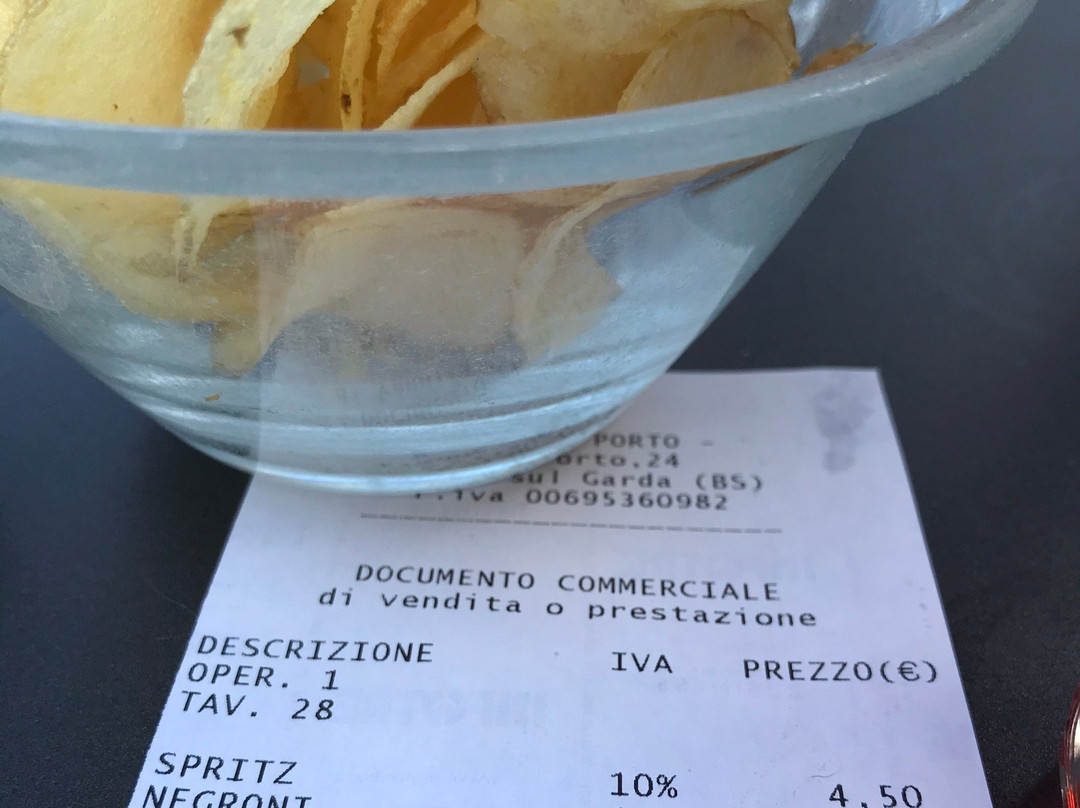 PORTO -
orto,24
sul Garda (BS)
P.iva 00695360982
DOCUMENTO COMMERCIALE
di vendita o prestazione
DESCRIZIONE IVA PREZZO(€)
OPER. 1
TAV. 28
SPRITZ 10% 4,50
NEGRONI